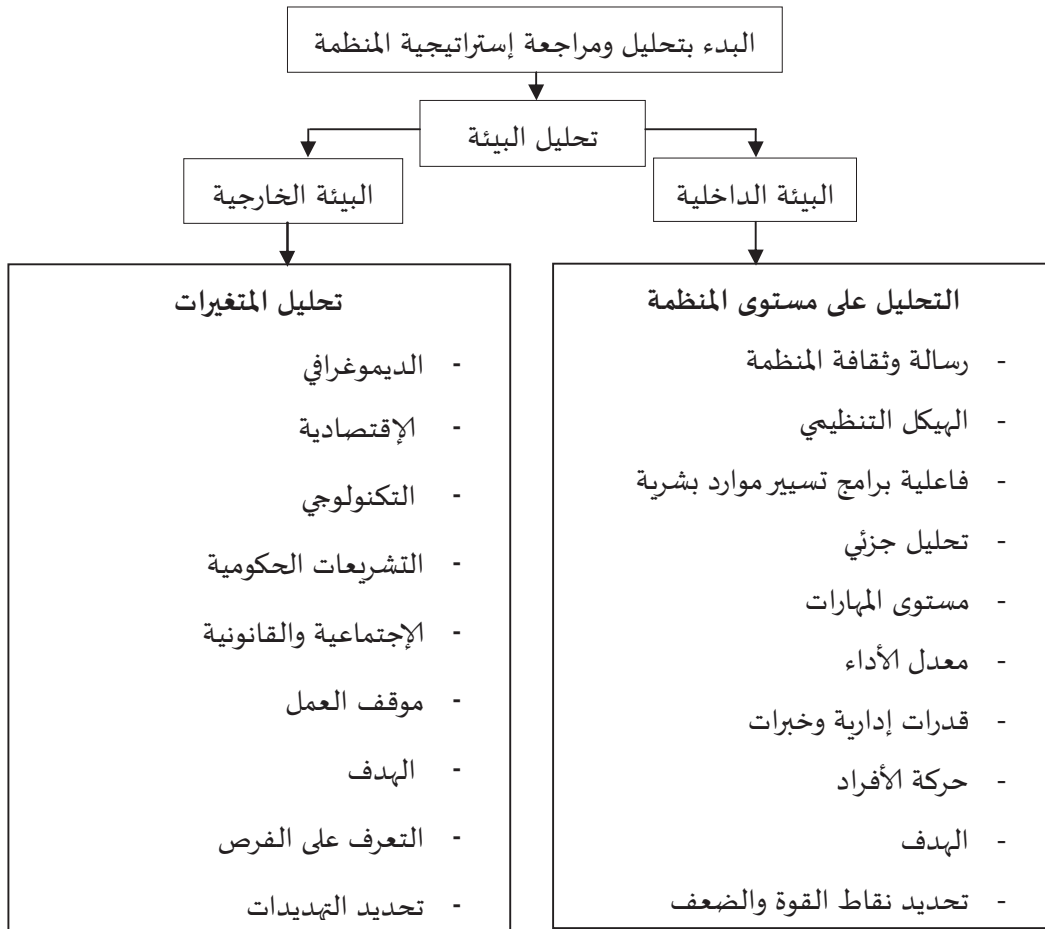 البدء بتحليل ومراجعة إستراتيجية المنظمة
تحليل البيئة
البيئة الداخلية
البيئة الخارجية
التحليل على مستوى المنظمة
- رسالة وثقافة المنظمة
- الهيكل التنظيمي
- فاعلية برامج تسيير موارد بشرية
- تحليل جزئي
- مستوى المهارات
- معدل الأداء
- قدرات إدارية وخبرات
- حركة الأفراد
- الهدف
- تحديد نقاط القوة والضعف
تحليل المتغيرات
- الديموغرافي
- الإقتصادية
- التكنولوجي
- التشريعات الحكومية
- الإجتماعية والقانونية
- موقف العمل
- الهدف
- التعرف على الفرص
- تحديد التهديدات